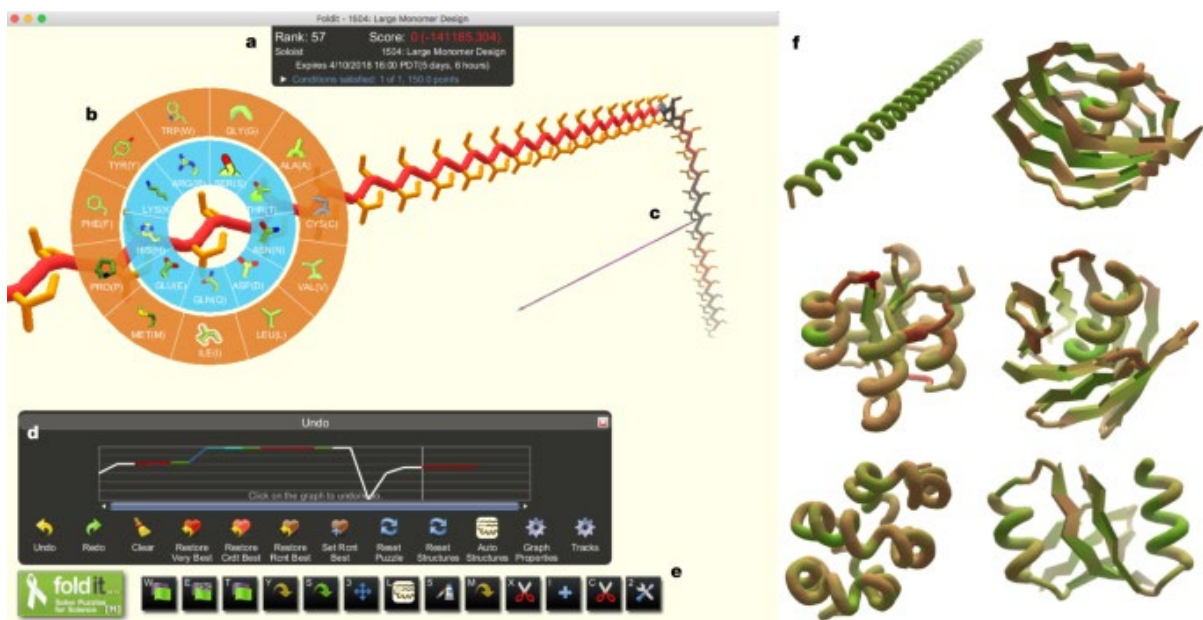 Foldit - 1504: Large Monomer Design
a
Rank: 57 Score: 0 (-141185.304)
Soloist 1504: Large Monomer Design
Expires 4/10/2018 16:00 PDT(5 days, 6 hours)
Conditions satisfied: 1 of 1, 150.0 points
b
TRP(W)
GLY(G)
TYR(Y)
ALA(A)
ARG(R)
SER(S)
LYS(K)
THR(T)
PHE(F)
CYS(C)
HIS(H)
ASN(N)
PRO(P)
GLU(E)
GLN(Q)
ASP(D)
VAL(V)
MET(M)
ILE(I)
LEU(L)
c
d
Undo
Click on the graph to undo
Undo
Redo
Clear
Restore
Very Best
Restore
Crdt Best
Restore
Rcnt Best
Set Rcnt
Best
Reset
Puzzle
Reset
Structures
Auto
Structures
Graph
Properties
Tracks
e
foldit
Solve Puzzles
for Science
[H]
W E T Y S 3 L 5 M X I C 2
f